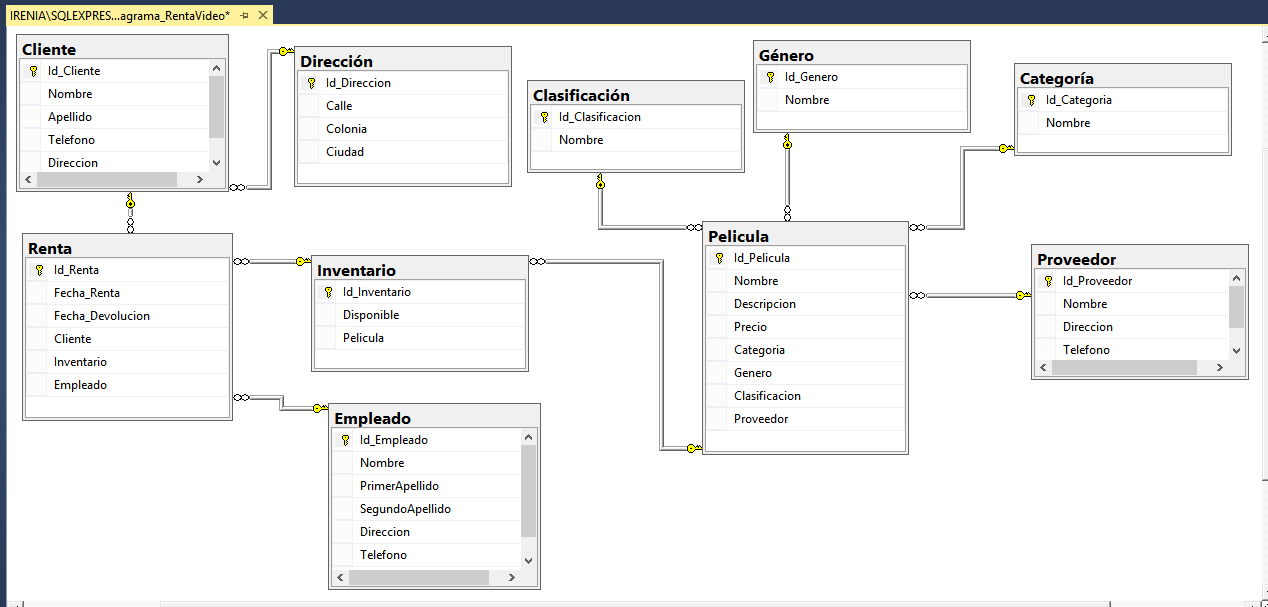 IRENIA\SQLEXPRES...agrama_RentaVideo*
Cliente
Id_Cliente
Nombre
Apellido
Telefono
Direccion
Dirección
Id_Direccion
Calle
Colonia
Ciudad
Clasificación
Id_Clasificacion
Nombre
Género
Id_Genero
Nombre
Categoría
Id_Categoria
Nombre
Renta
Id_Renta
Fecha_Renta
Fecha_Devolucion
Cliente
Inventario
Empleado
Inventario
Id_Inventario
Disponible
Pelicula
Empleado
Id_Empleado
Nombre
PrimerApellido
SegundoApellido
Direccion
Telefono
Pelicula
Id_Pelicula
Nombre
Descripcion
Precio
Categoria
Genero
Clasificacion
Proveedor
Proveedor
Id_Proveedor
Nombre
Direccion
Telefono